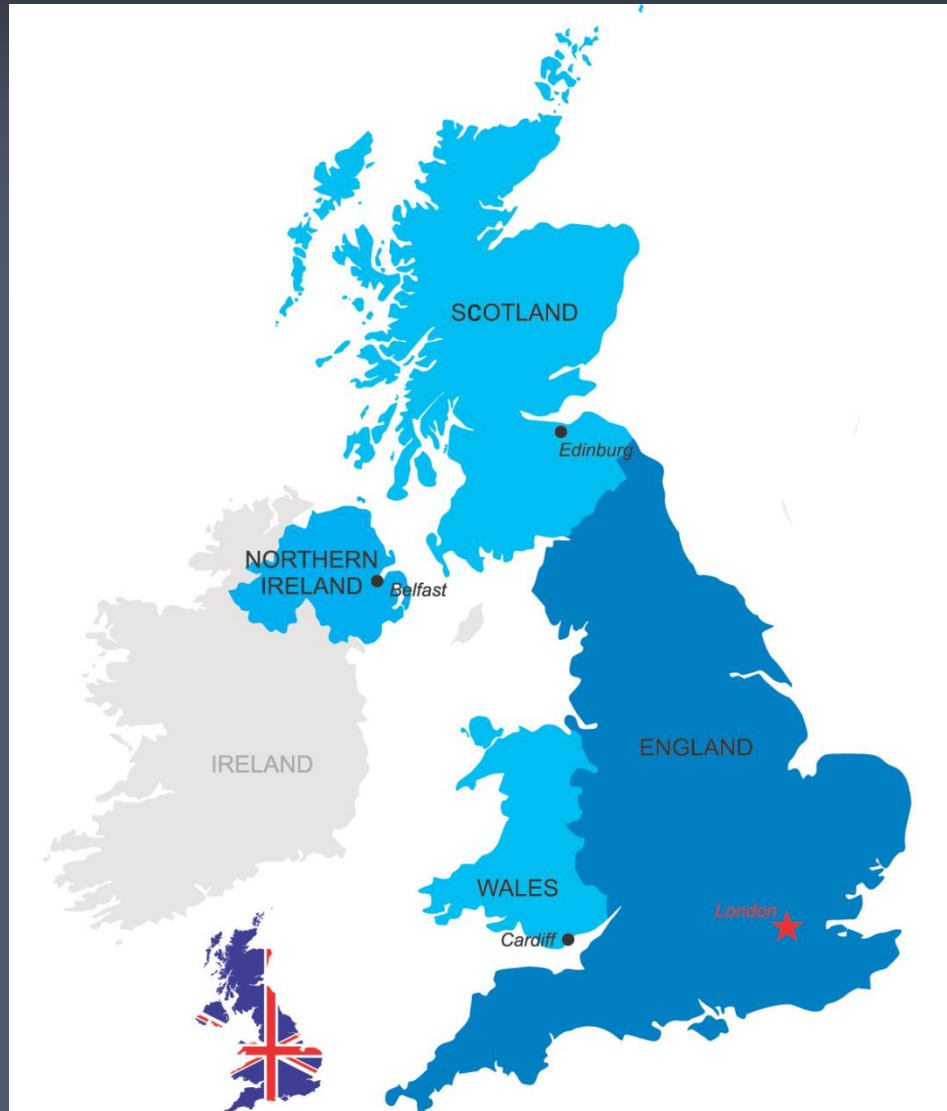 SCOTLAND
Edinburg
NORTHERN
IRELAND
Belfast
IRELAND
ENGLAND
WALES
London
Cardiff